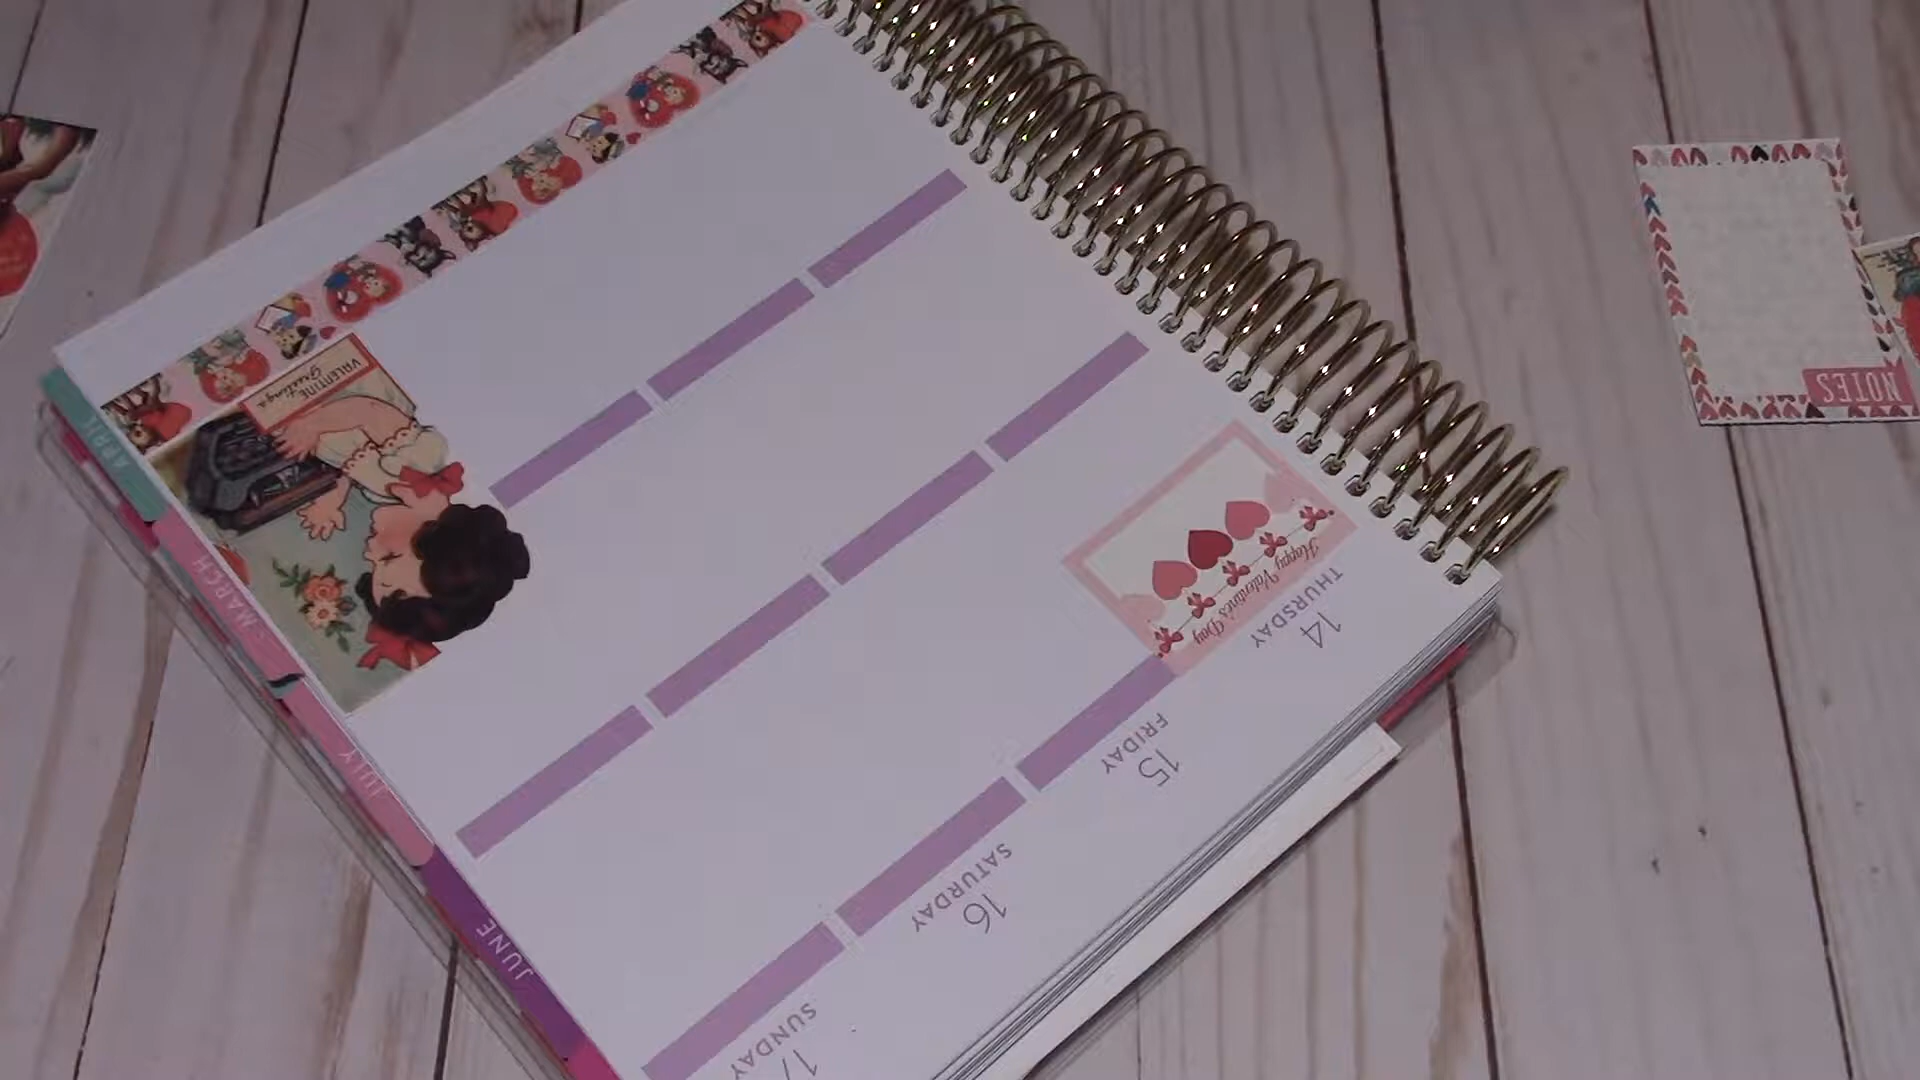 THURSDAY
14
FRIDAY
15
SATURDAY
16
SUNDAY
17
Happy Valentine's Day
VALENTINE
Greetings
APRIL
MARCH
JULY
JUNE
NOTES